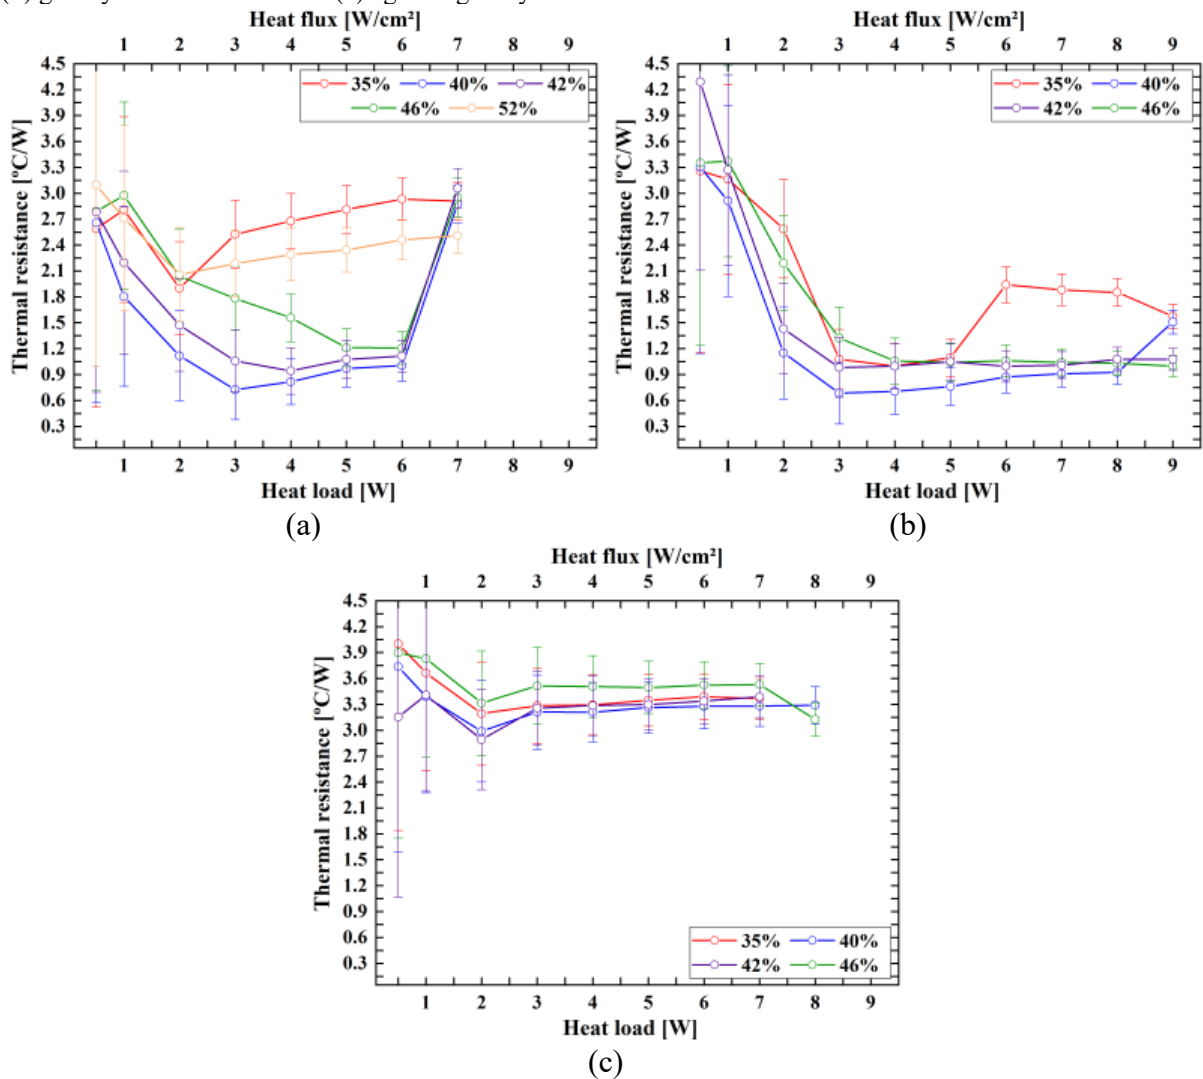 Heat flux [W/cm²]
1 2 3 4 5 6 7 8 9
4.5
4.2
3.9
3.6
3.3
3.0
2.7
2.4
2.1
1.8
1.5
1.2
0.9
0.6
0.3
Thermal resistance [ºC/W]
35% 40% 42%
46% 52%
1 2 3 4 5 6 7 8 9
Heat load [W]
(a)
Heat flux [W/cm²]
1 2 3 4 5 6 7 8 9
4.5
4.2
3.9
3.6
3.3
3.0
2.7
2.4
2.1
1.8
1.5
1.2
0.9
0.6
0.3
Thermal resistance [ºC/W]
35% 40%
42% 46%
1 2 3 4 5 6 7 8 9
Heat load [W]
(b)
Heat flux [W/cm²]
1 2 3 4 5 6 7 8 9
4.5
4.2
3.9
3.6
3.3
3.0
2.7
2.4
2.1
1.8
1.5
1.2
0.9
0.6
0.3
Thermal resistance [ºC/W]
35% 40%
42% 46%
1 2 3 4 5 6 7 8 9
Heat load [W]
(c)